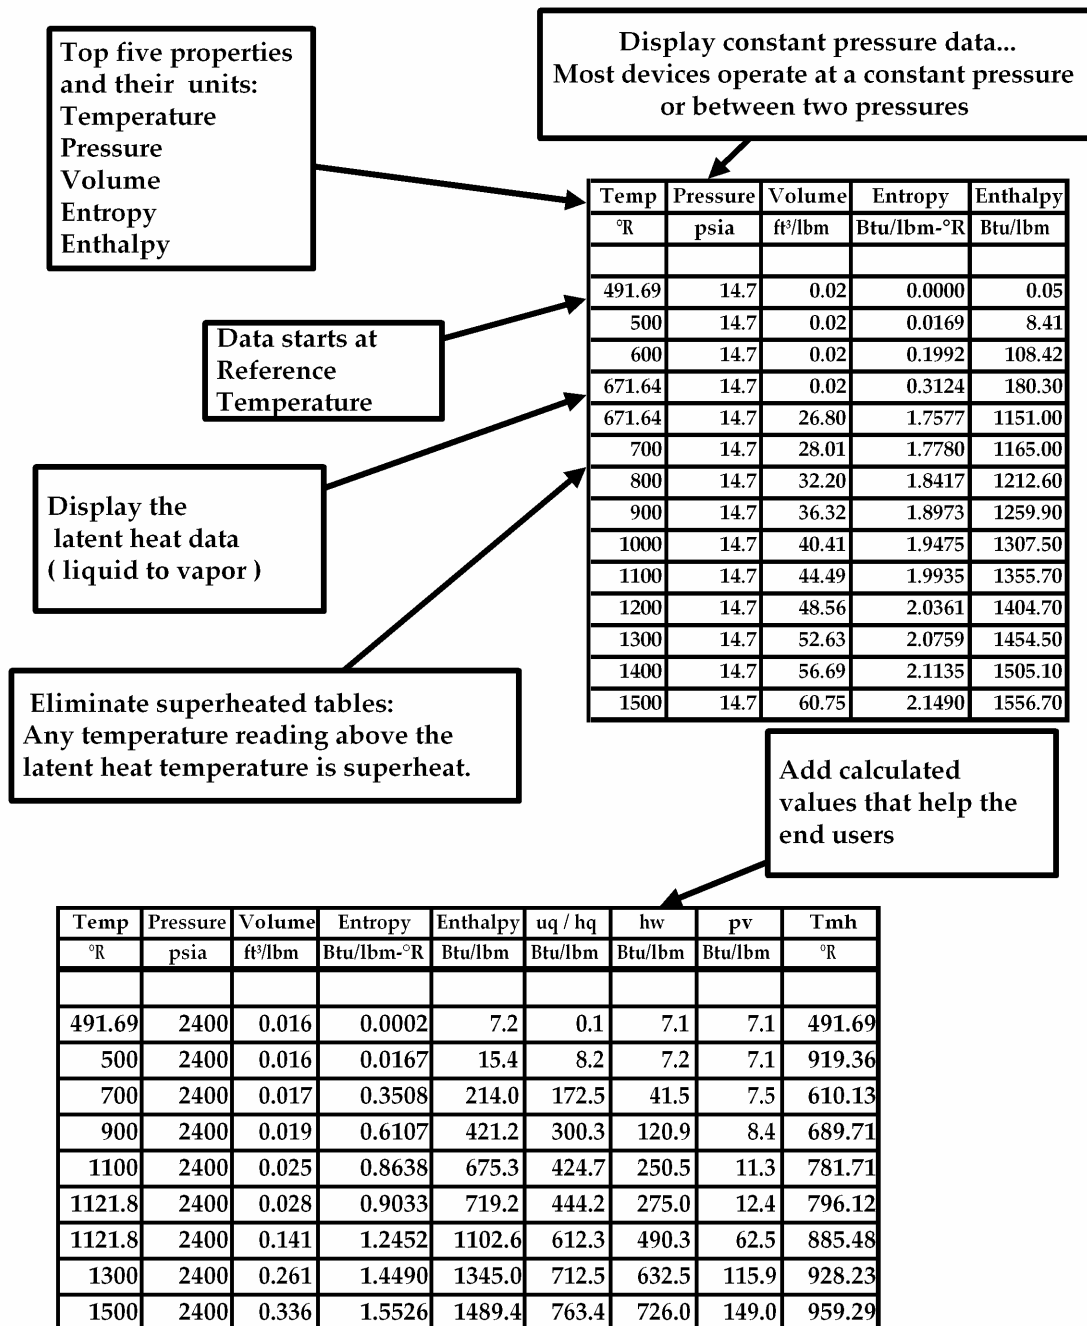 Top five properties
and their units:
Temperature
Pressure
Volume
Entropy
Enthalpy
Display constant pressure data...
Most devices operate at a constant pressure
or between two pressures
Temp Pressure Volume Entropy Enthalpy
°R psia ft³/lbm Btu/lbm-°R Btu/lbm
491.69 14.7 0.02 0.0000 0.05
500 14.7 0.02 0.0169 8.41
600 14.7 0.02 0.1992 108.42
671.64 14.7 0.02 0.3124 180.30
671.64 14.7 26.80 1.7577 1151.00
700 14.7 28.01 1.7780 1165.00
800 14.7 32.20 1.8417 1212.60
900 14.7 36.32 1.8973 1259.90
1000 14.7 40.41 1.9475 1307.50
1100 14.7 44.49 1.9935 1355.70
1200 14.7 48.56 2.0361 1404.70
1300 14.7 52.63 2.0759 1454.50
1400 14.7 56.69 2.1135 1505.10
1500 14.7 60.75 2.1490 1556.70
Data starts at
Reference
Temperature
Display the
latent heat data
( liquid to vapor )
Eliminate superheated tables:
Any temperature reading above the
latent heat temperature is superheat.
Add calculated
values that help the
end users
Temp Pressure Volume Entropy Enthalpy uq / hq hw pv Tmh
°R psia ft³/lbm Btu/lbm-°R Btu/lbm Btu/lbm Btu/lbm Btu/lbm °R
491.69 2400 0.016 0.0002 7.2 0.1 7.1 7.1 491.69
500 2400 0.016 0.0167 15.4 8.2 7.2 7.1 919.36
700 2400 0.017 0.3508 214.0 172.5 41.5 7.5 610.13
900 2400 0.019 0.6107 421.2 300.3 120.9 8.4 689.71
1100 2400 0.025 0.8638 675.3 424.7 250.5 11.3 781.71
1121.8 2400 0.028 0.9033 719.2 444.2 275.0 12.4 796.12
1121.8 2400 0.141 1.2452 1102.6 612.3 490.3 62.5 885.48
1300 2400 0.261 1.4490 1345.0 712.5 632.5 115.9 928.23
1500 2400 0.336 1.5526 1489.4 763.4 726.0 149.0 959.29